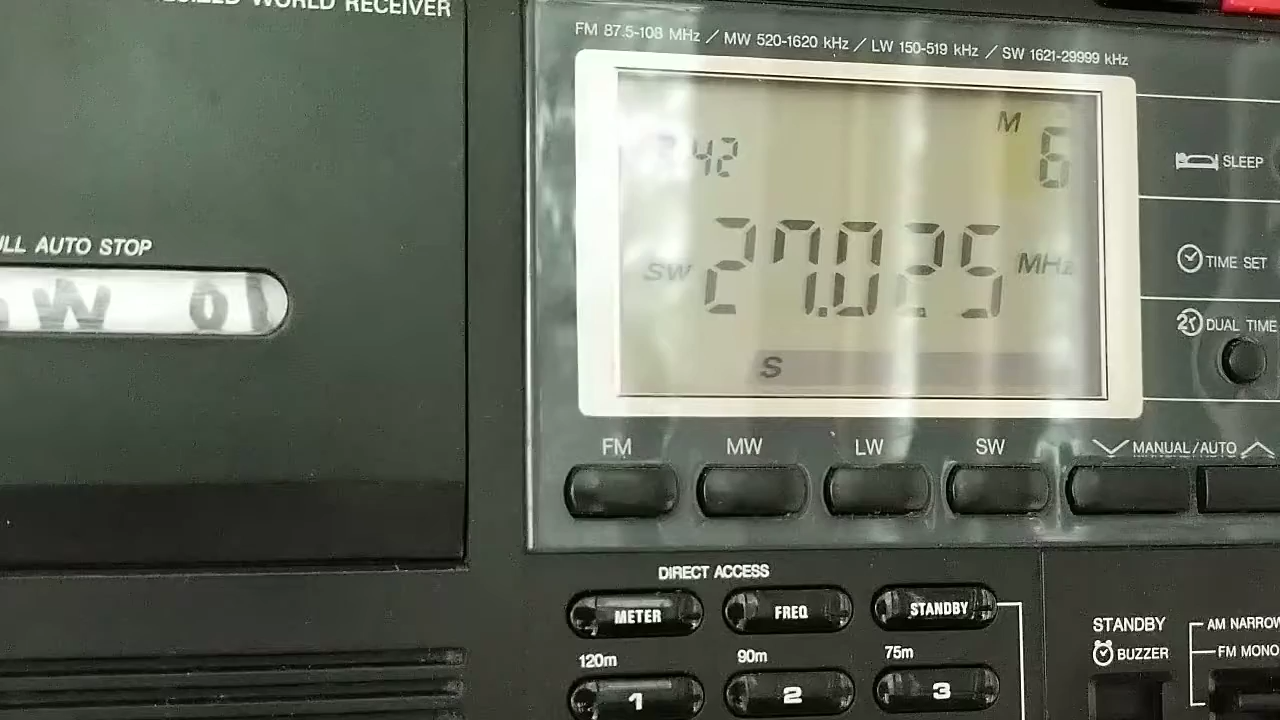 WORLD RECEIVER
FM 87.5-108 MHz / MW 520-1620 kHz / LW 150-519 kHz / SW 1621-29999 kHz
M
42 6
SLEEP
SW 27.025 MHz
TIME SET
AUTO STOP
DUAL TIME
W 01
S
FM MW LW SW MANUAL/AUTO
DIRECT ACCESS
METER FREQ STANDBY
STANDBY AM NARROW
BUZZER FM MONO
120m 90m 75m
1 2 3